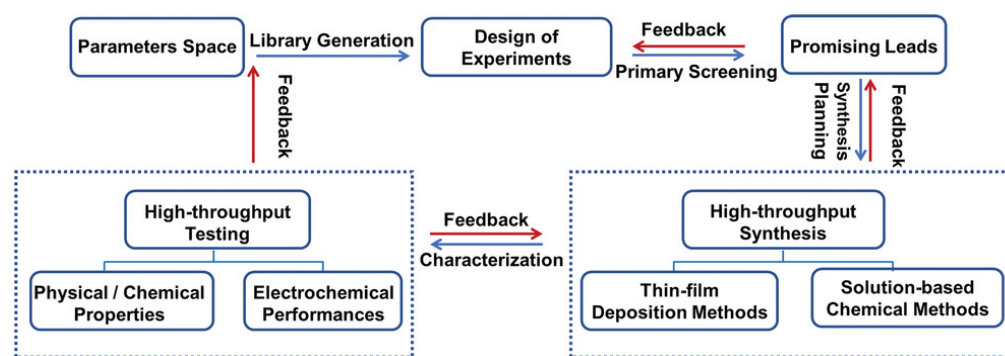 Parameters Space
Library Generation
Design of
Experiments
Feedback
Primary Screening
Promising Leads
Feedback
Synthesis
Planning
Feedback
High-throughput
Testing
Physical / Chemical
Properties
Electrochemical
Performances
Feedback
Characterization
High-throughput
Synthesis
Thin-film
Deposition Methods
Solution-based
Chemical Methods